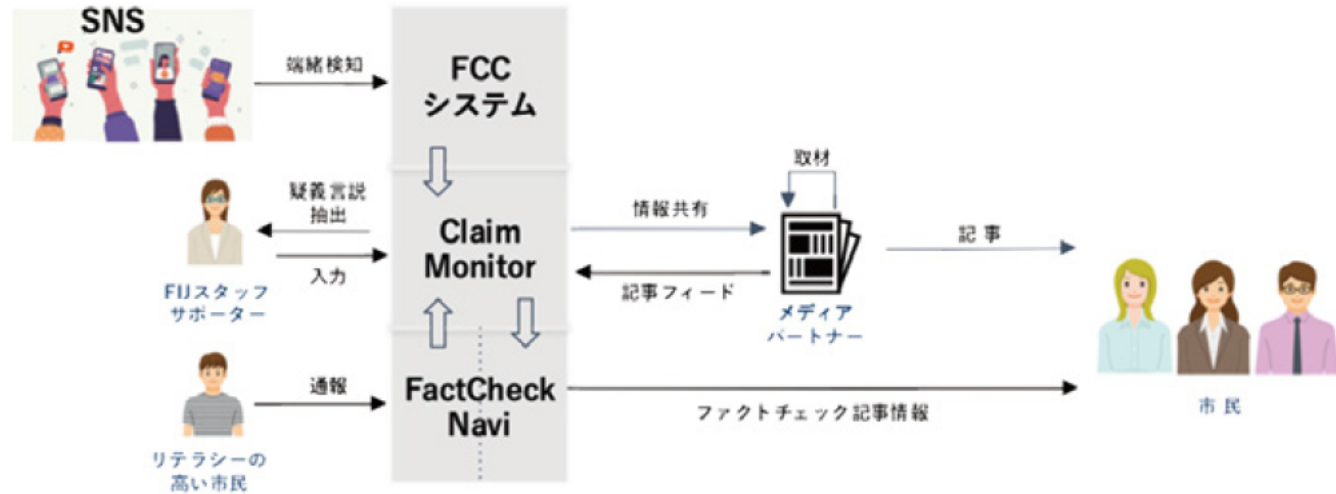 SNS
端緒検知
FCC
システム
疑義言説
抽出
入力
FIJスタッフ
サポーター
Claim
Monitor
情報共有
記事フィード
取材
メディア
パートナー
記事
市民
通報
リテラシーの
高い市民
FactCheck
Navi
ファクトチェック記事情報